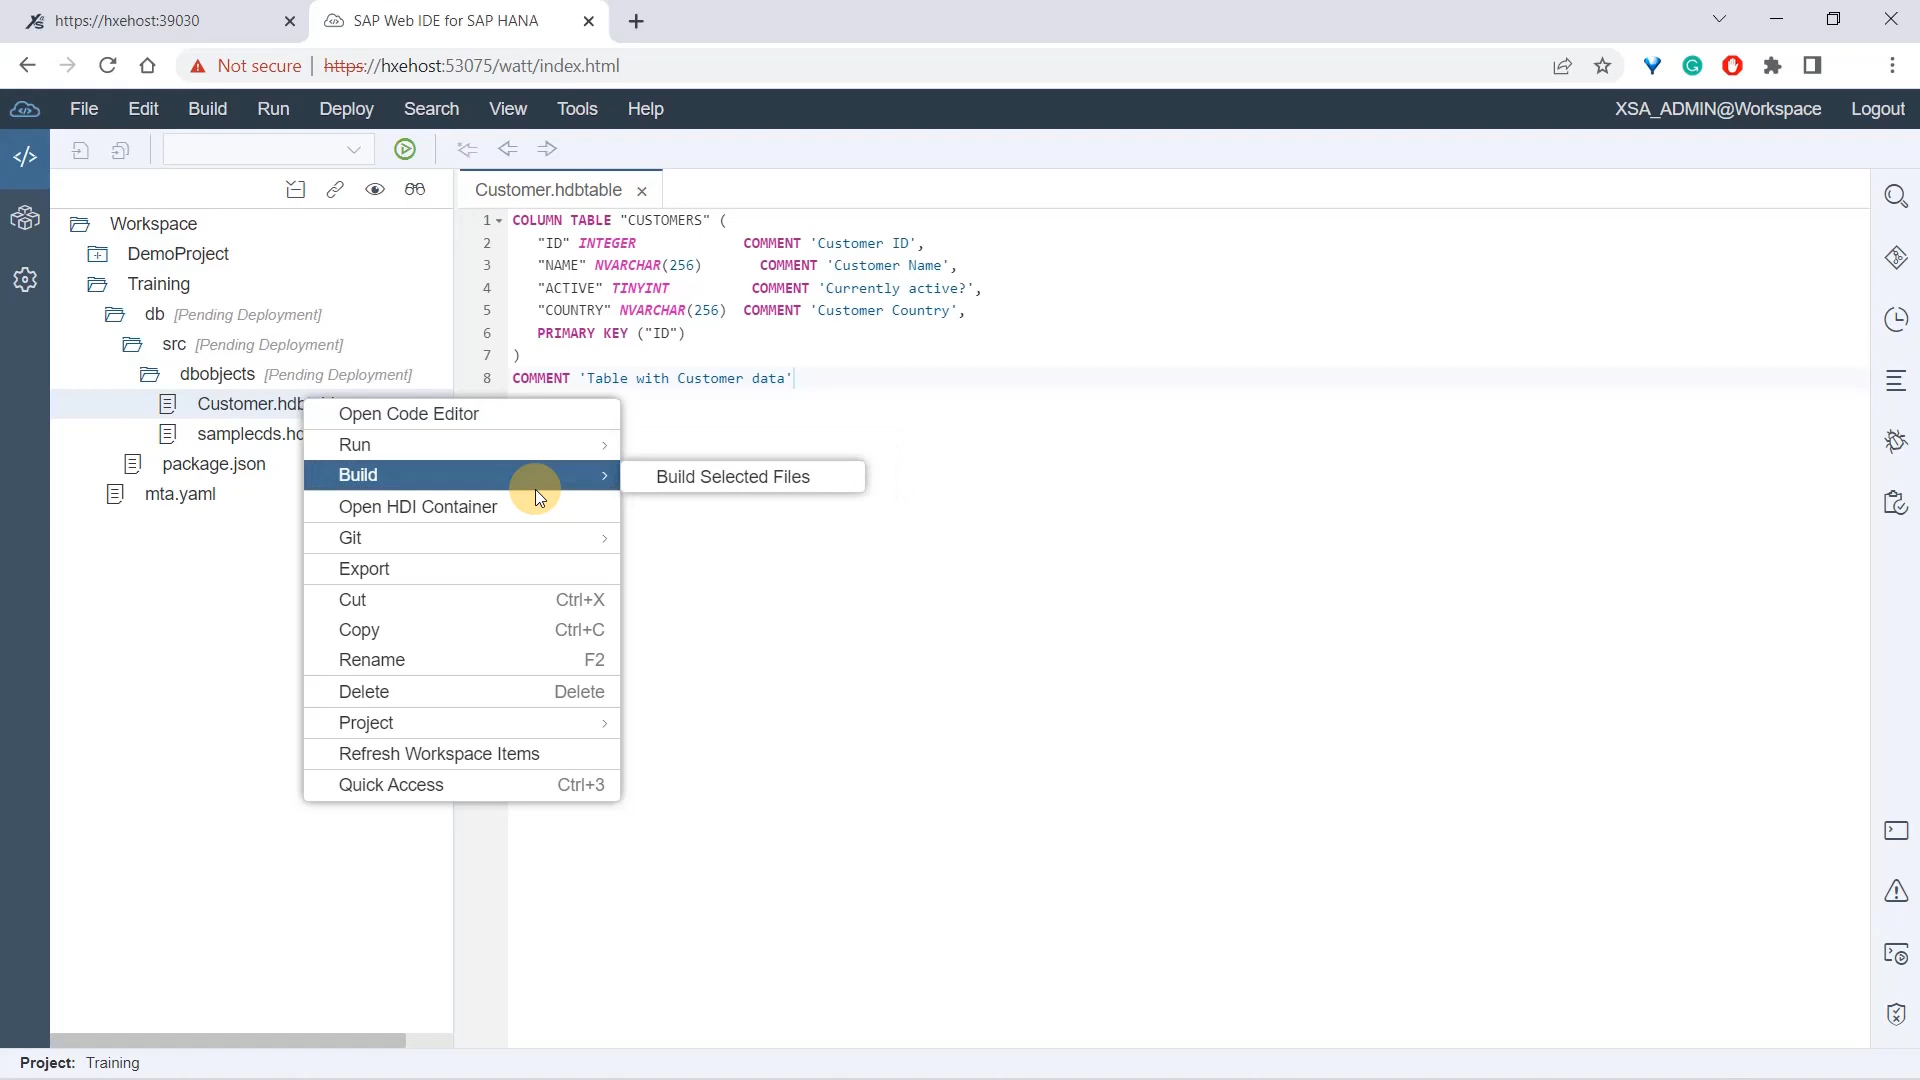 https://hxehost:39030
SAP Web IDE for SAP HANA
Not secure
https://hxehost:53075/watt/index.html
File Edit Build Run Deploy Search View Tools Help
XSA_ADMIN@Workspace Logout
Customer.hdbtable
Workspace
DemoProject
Training
db [Pending Deployment]
src [Pending Deployment]
dbobjects [Pending Deployment]
Customer.hdb
samplecds.hd
package.json
mta.yaml
1 COLUMN TABLE "CUSTOMERS" (
2 "ID" INTEGER COMMENT 'Customer ID',
3 "NAME" NVARCHAR(256) COMMENT 'Customer Name',
4 "ACTIVE" TINYINT COMMENT 'Currently active?',
5 "COUNTRY" NVARCHAR(256) COMMENT 'Customer Country',
6 PRIMARY KEY ("ID")
7 )
8 COMMENT 'Table with Customer data'
Open Code Editor
Run
Build
Build Selected Files
Open HDI Container
Git
Export
Cut Ctrl+X
Copy Ctrl+C
Rename F2
Delete Delete
Project
Refresh Workspace Items
Quick Access Ctrl+3
Project: Training